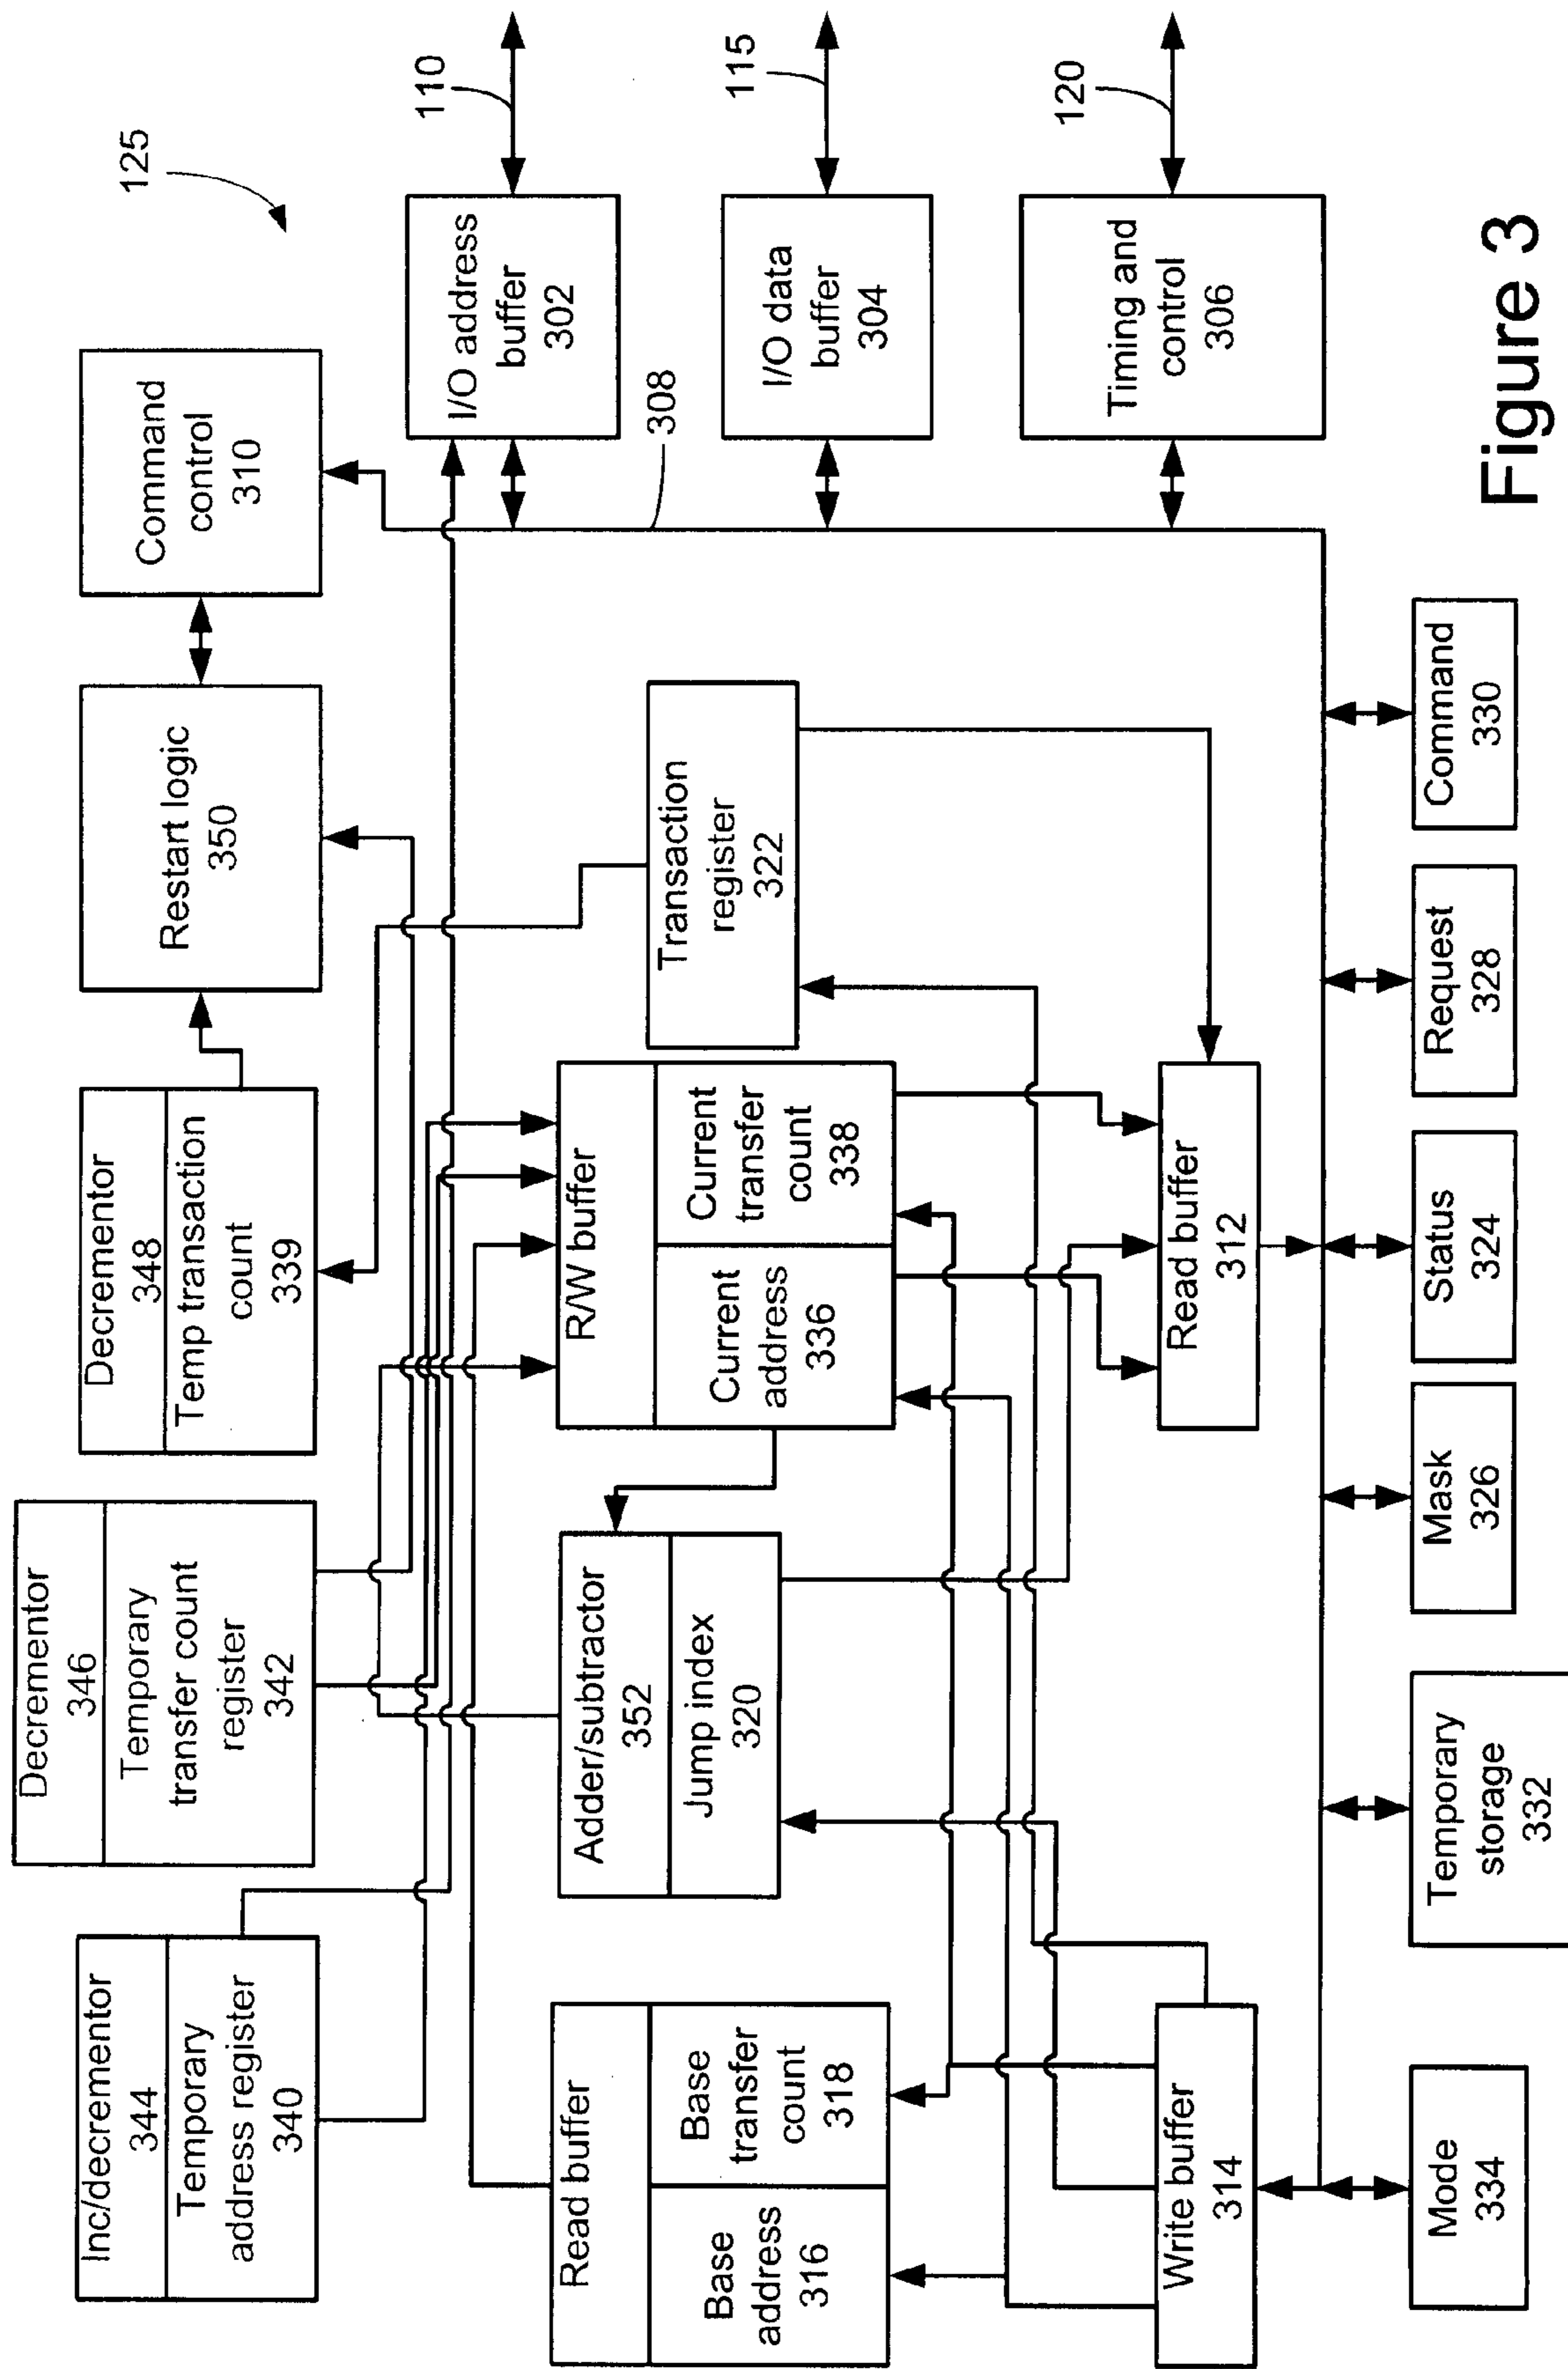 125
Inc/decrementor
344
Temporary
address register
340
Decrementor
346
Temporary
transfer count
register
342
Decrementor
348
Temp transaction
count
339
Restart logic
350
Command
control
310
I/O address
buffer
302
110
I/O data
buffer
304
115
Timing and
control
306
120
308
Read buffer
Base
address
316
Base
transfer
count
318
Adder/subtractor
352
Jump index
320
R/W buffer
Current
address
336
Current
transfer
count
338
Transaction
register
322
Write buffer
314
Read buffer
312
Mode
334
Temporary
storage
332
Mask
326
Status
324
Request
328
Command
330
Figure 3